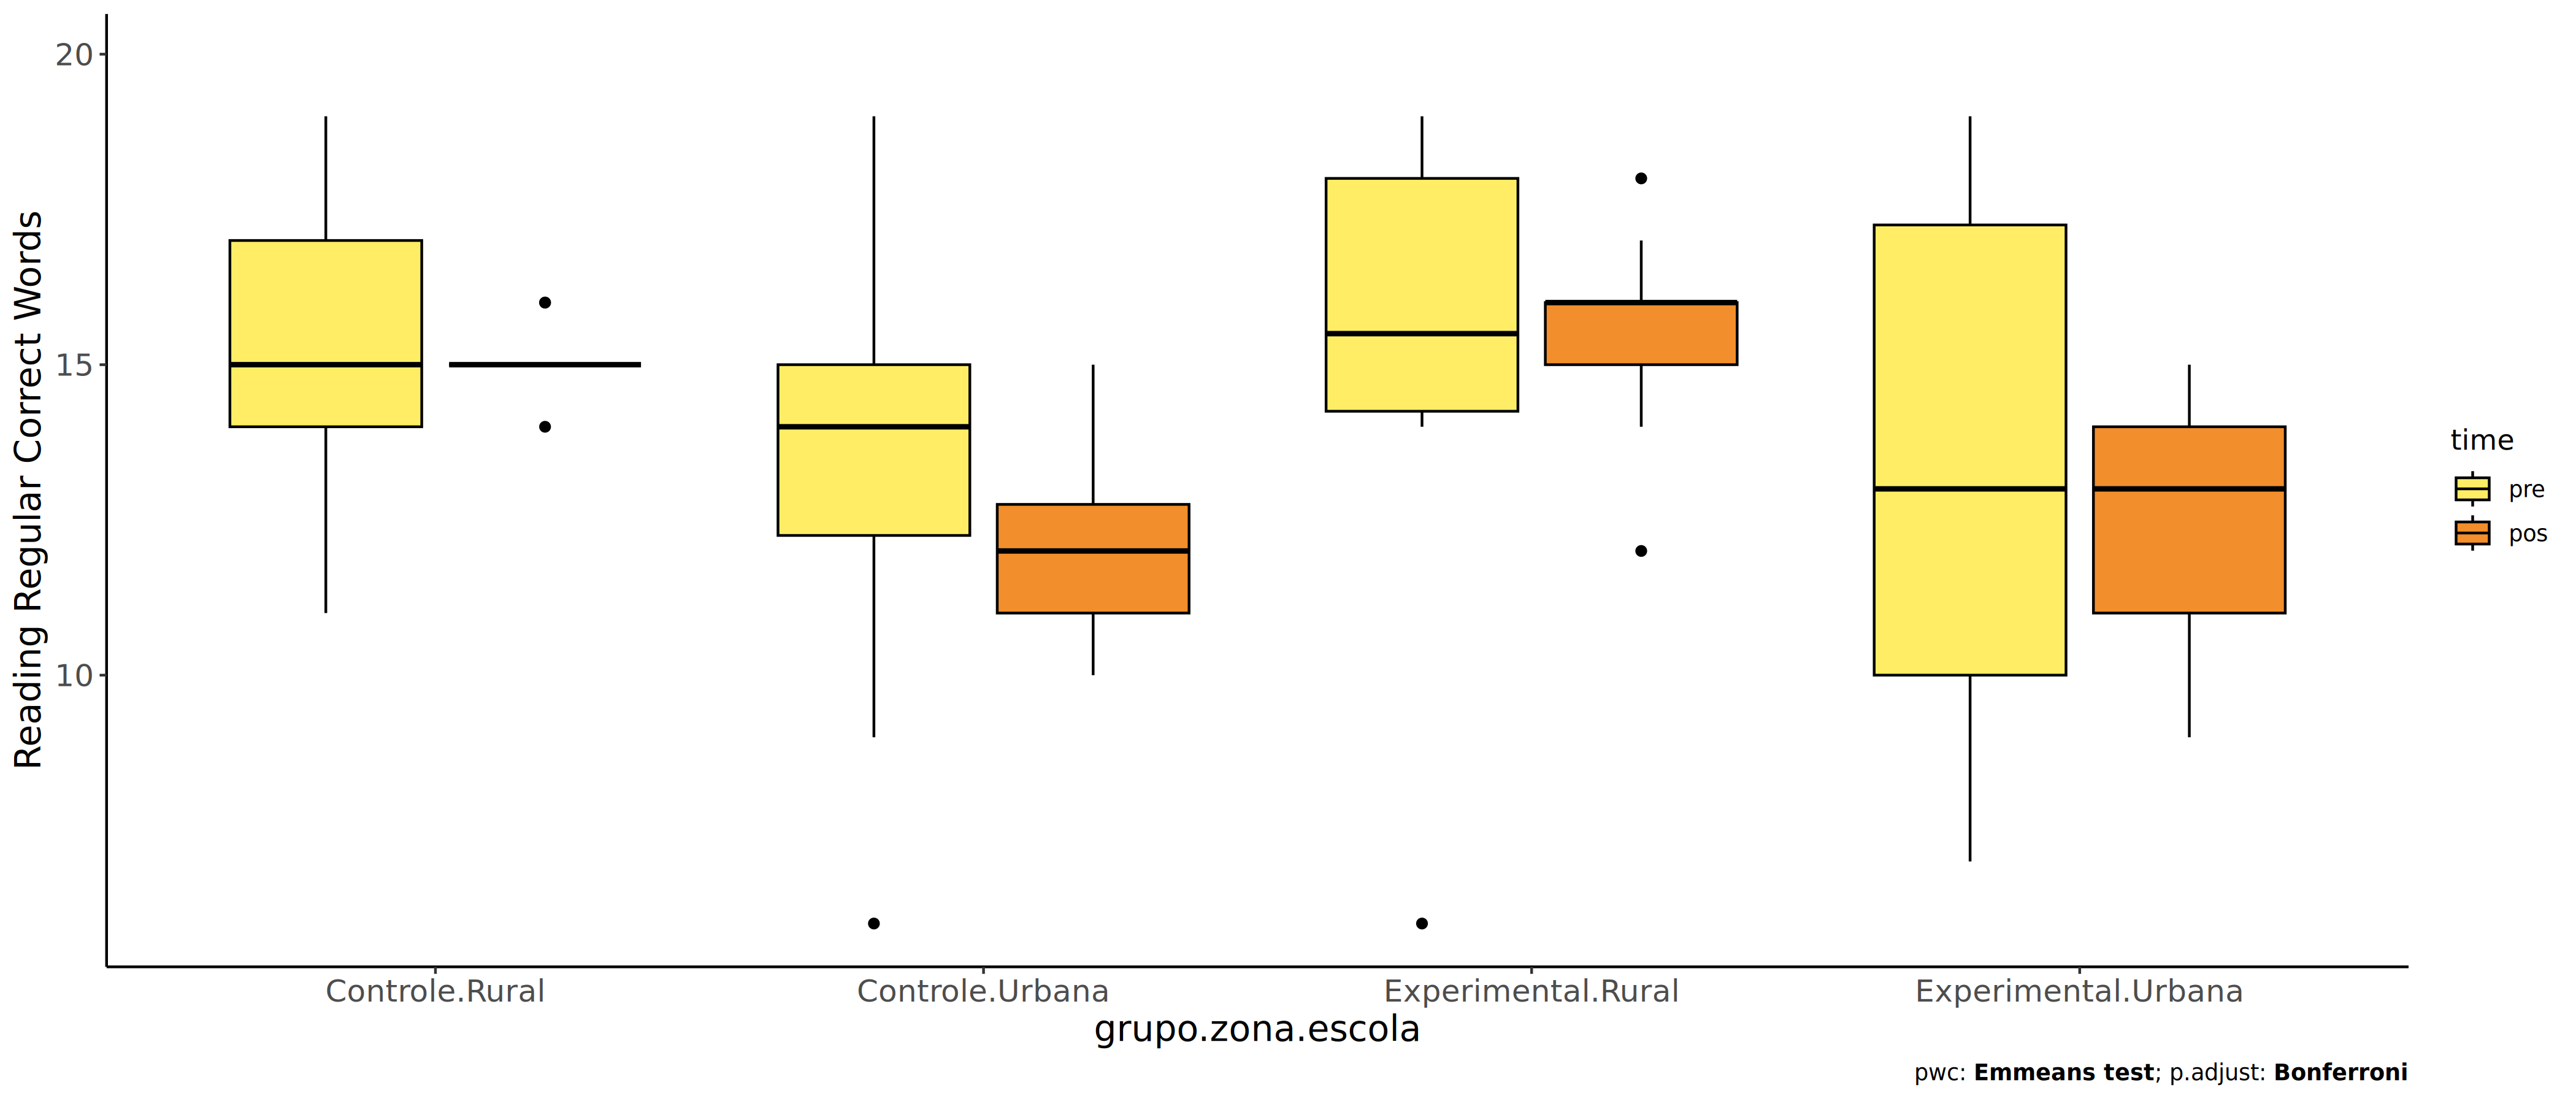 Reading Regular Correct Words
20
15
10
Controle.Rural
Controle.Urbana
Experimental.Rural
Experimental.Urbana
grupo.zona.escola
time
pre
pos
pwc: Emmeans test; p.adjust: Bonferroni